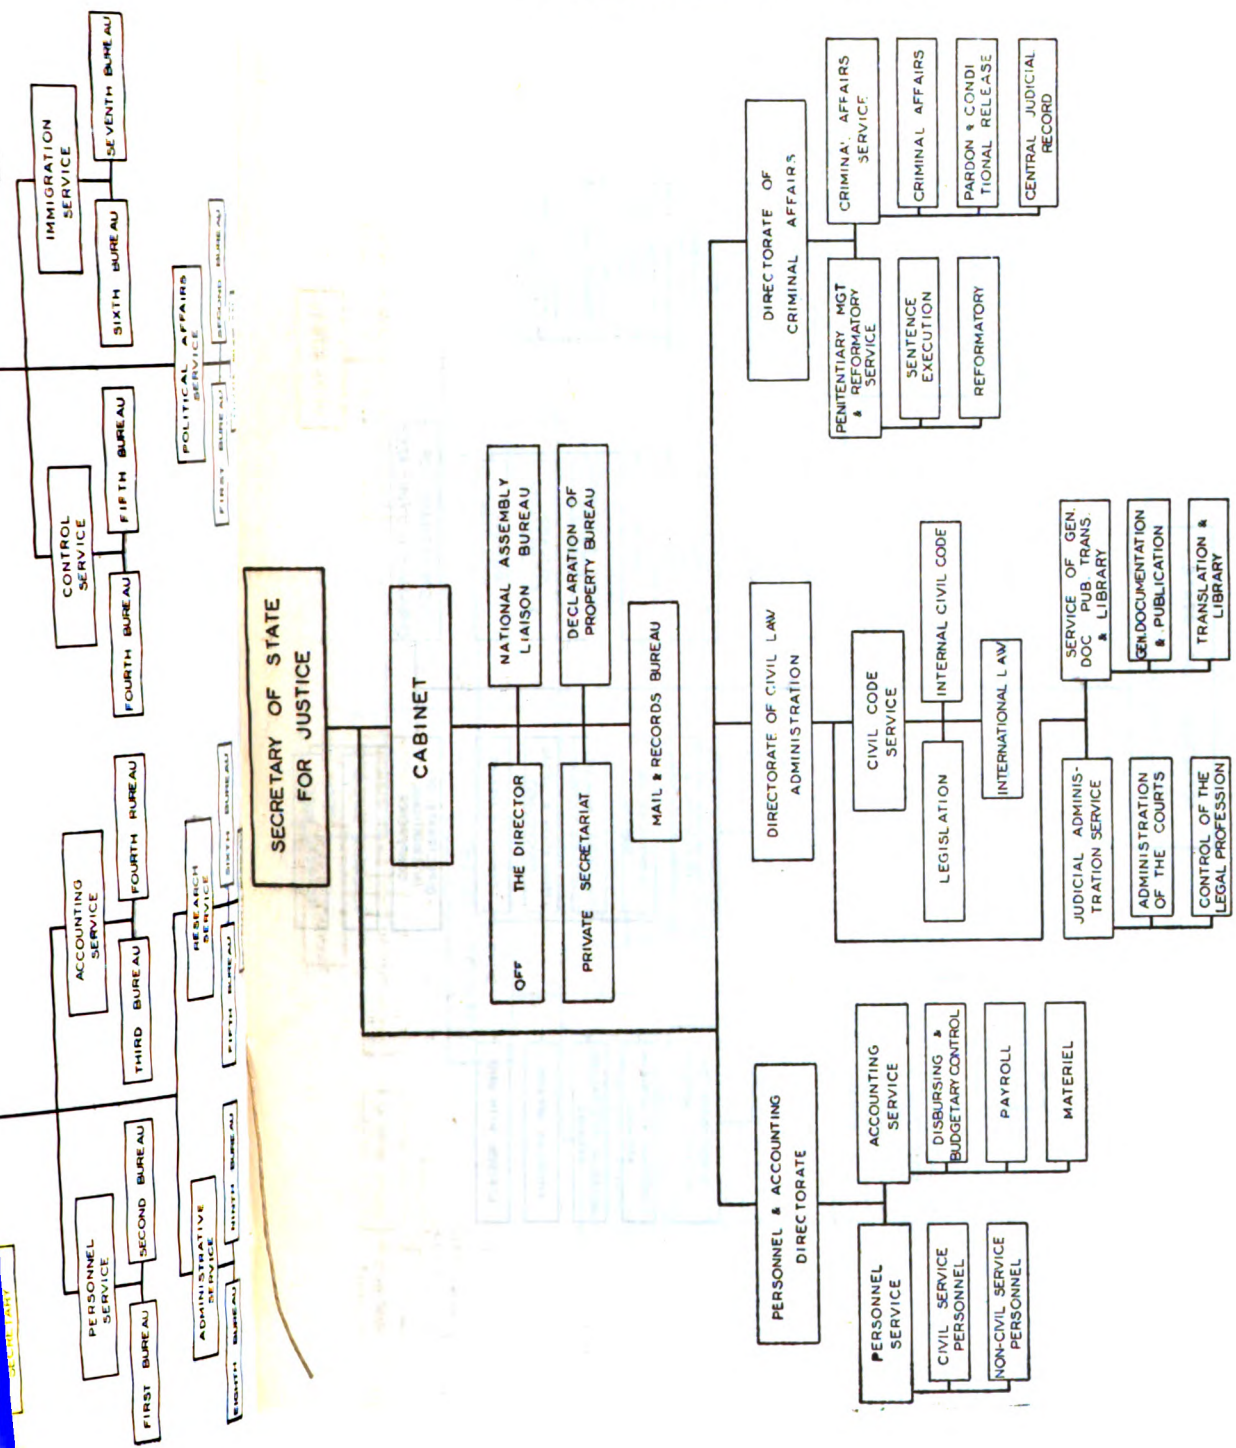 SECRETARY
PERSONNEL
SERVICE
FIRST BUREAU
SECOND BUREAU
ACCOUNTING
SERVICE
THIRD BUREAU
FOURTH BUREAU
CONTROL
SERVICE
FOURTH BUREAU
FIFTH BUREAU
IMMIGRATION
SERVICE
SIXTH BUREAU
SEVENTH BUREAU
ADMINISTRATIVE
SERVICE
EIGHTH BUREAU
NINTH BUREAU
RESEARCH
SERVICE
FIFTH BUREAU
SIXTH BUREAU
POLITICAL AFFAIRS
SERVICE
FIRST BUREAU
SECOND BUREAU
SECRETARY OF STATE
FOR JUSTICE
CABINET
OFF THE DIRECTOR
NATIONAL ASSEMBLY
LIAISON BUREAU
PRIVATE SECRETARIAT
DECLARATION OF
PROPERTY BUREAU
MAIL & RECORDS BUREAU
PERSONNEL & ACCOUNTING
DIRECTORATE
PERSONNEL
SERVICE
CIVIL SERVICE
PERSONNEL
NON-CIVIL SERVICE
PERSONNEL
ACCOUNTING
SERVICE
DISBURSING &
BUDGETARY CONTROL
PAYROLL
MATERIEL
DIRECTORATE OF CIVIL LAW
ADMINISTRATION
CIVIL CODE
SERVICE
LEGISLATION
INTERNAL CIVIL CODE
INTERNATIONAL LAW
JUDICIAL ADMINIS-
TRATION SERVICE
ADMINISTRATION
OF THE COURTS
CONTROL OF THE
LEGAL PROFESSION
SERVICE OF GEN.
DOC PUB. TRANS.
& LIBRARY
GEN.DOCUMENTATION
& PUBLICATION
TRANSLATION &
LIBRARY
DIRECTORATE OF
CRIMINAL AFFAIRS
PENITENTIARY MGT
& REFORMATORY
SERVICE
SENTENCE
EXECUTION
REFORMATORY
CRIMINAL AFFAIRS
SERVICE
CRIMINAL AFFAIRS
PARDON & CONDI
TIONAL RELEASE
CENTRAL JUDICIAL
RECORD